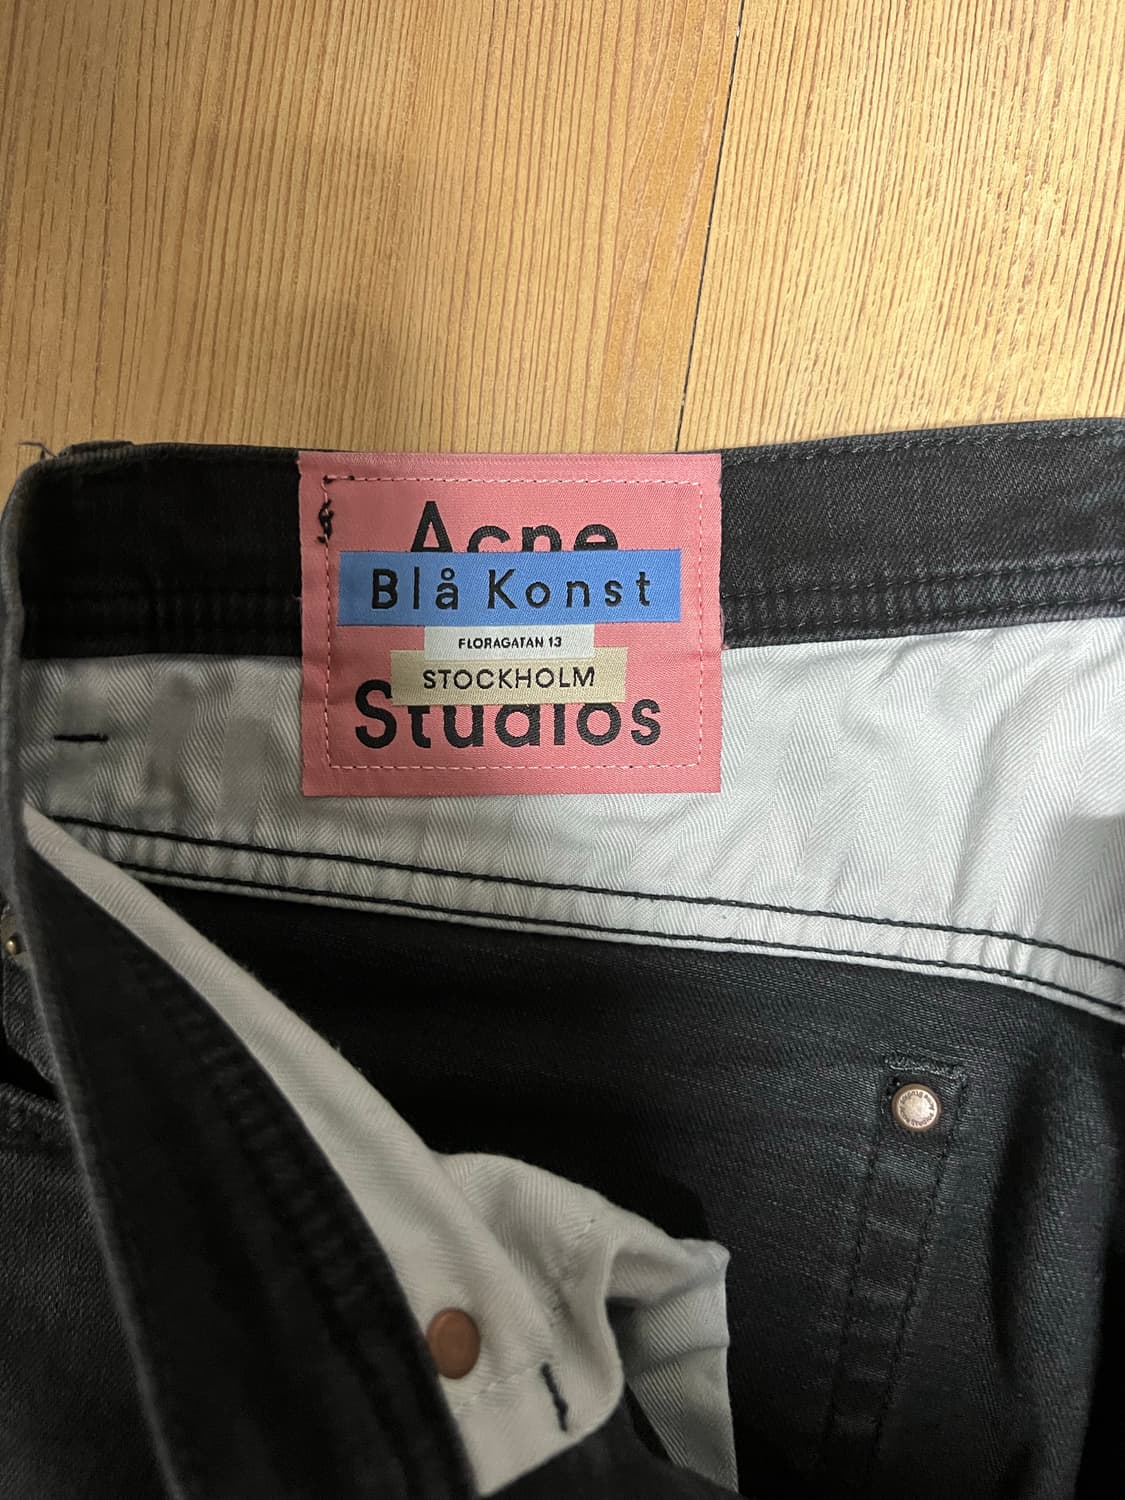 Acne
Blå Konst
FLORAGATAN 13
STOCKHOLM
Studios